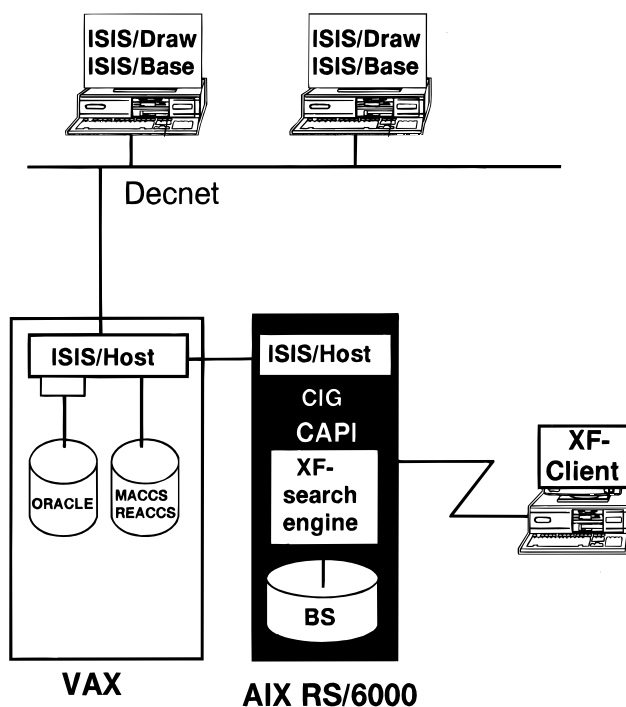 ISIS/Draw
ISIS/Base
ISIS/Draw
ISIS/Base
Decnet
ISIS/Host
ORACLE
MACCS
REACCS
VAX
ISIS/Host
CIG
CAPI
XF-
search
engine
BS
AIX RS/6000
XF-
Client